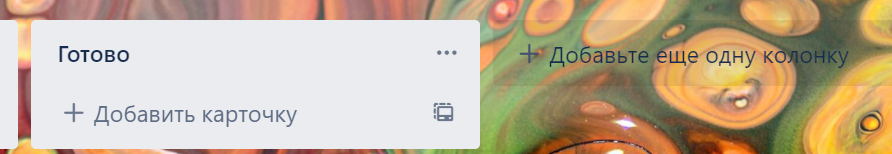 Готово
+ Добавьте еще одну колонку
+ Добавить карточку